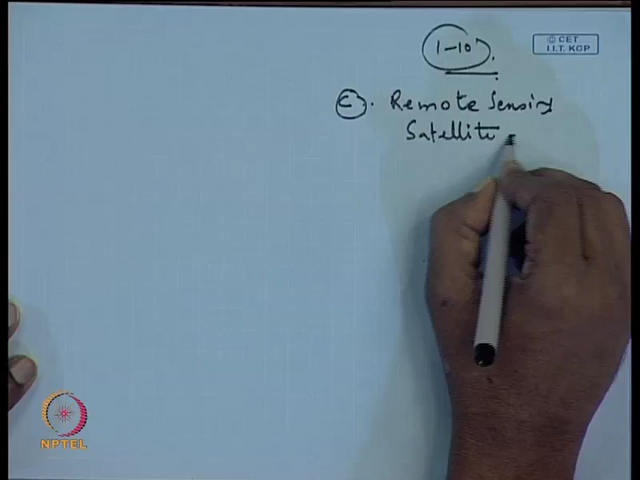 1-10
© CET
I.I.T. KGP
E. Remote Sensing
Satellite
NPTEL